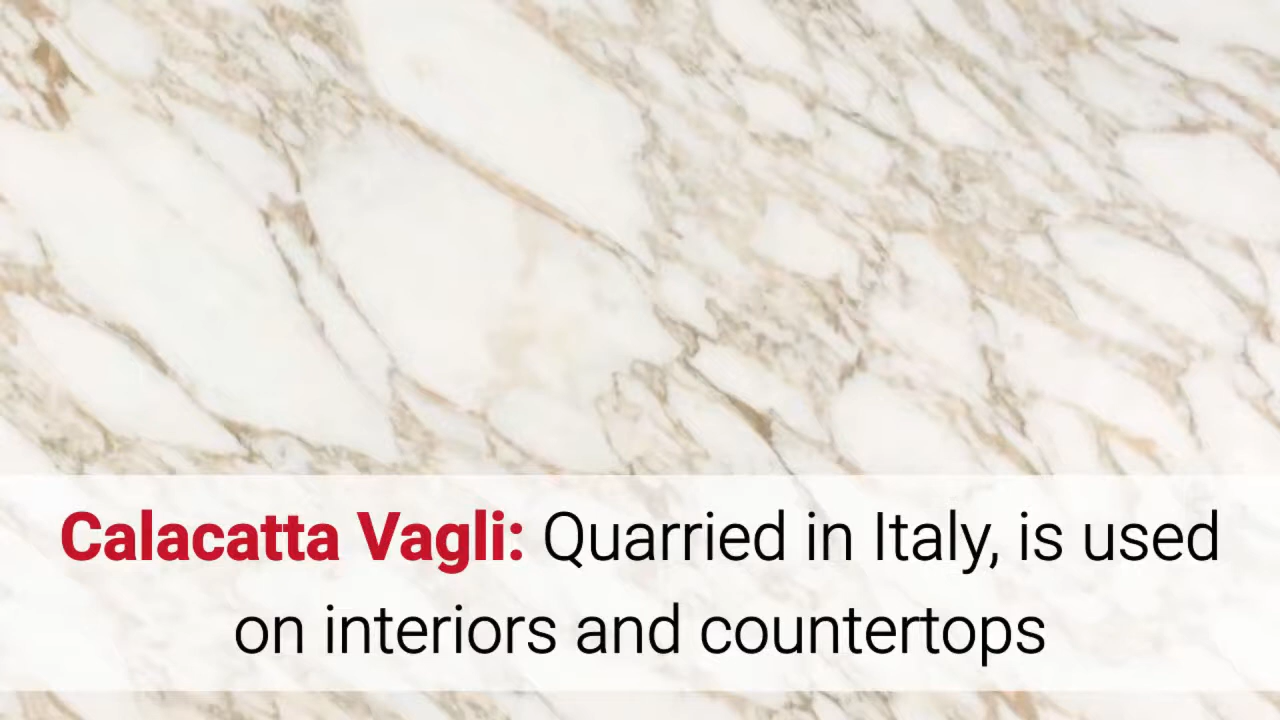 Calacatta Vagli: Quarried in Italy, is used
on interiors and countertops